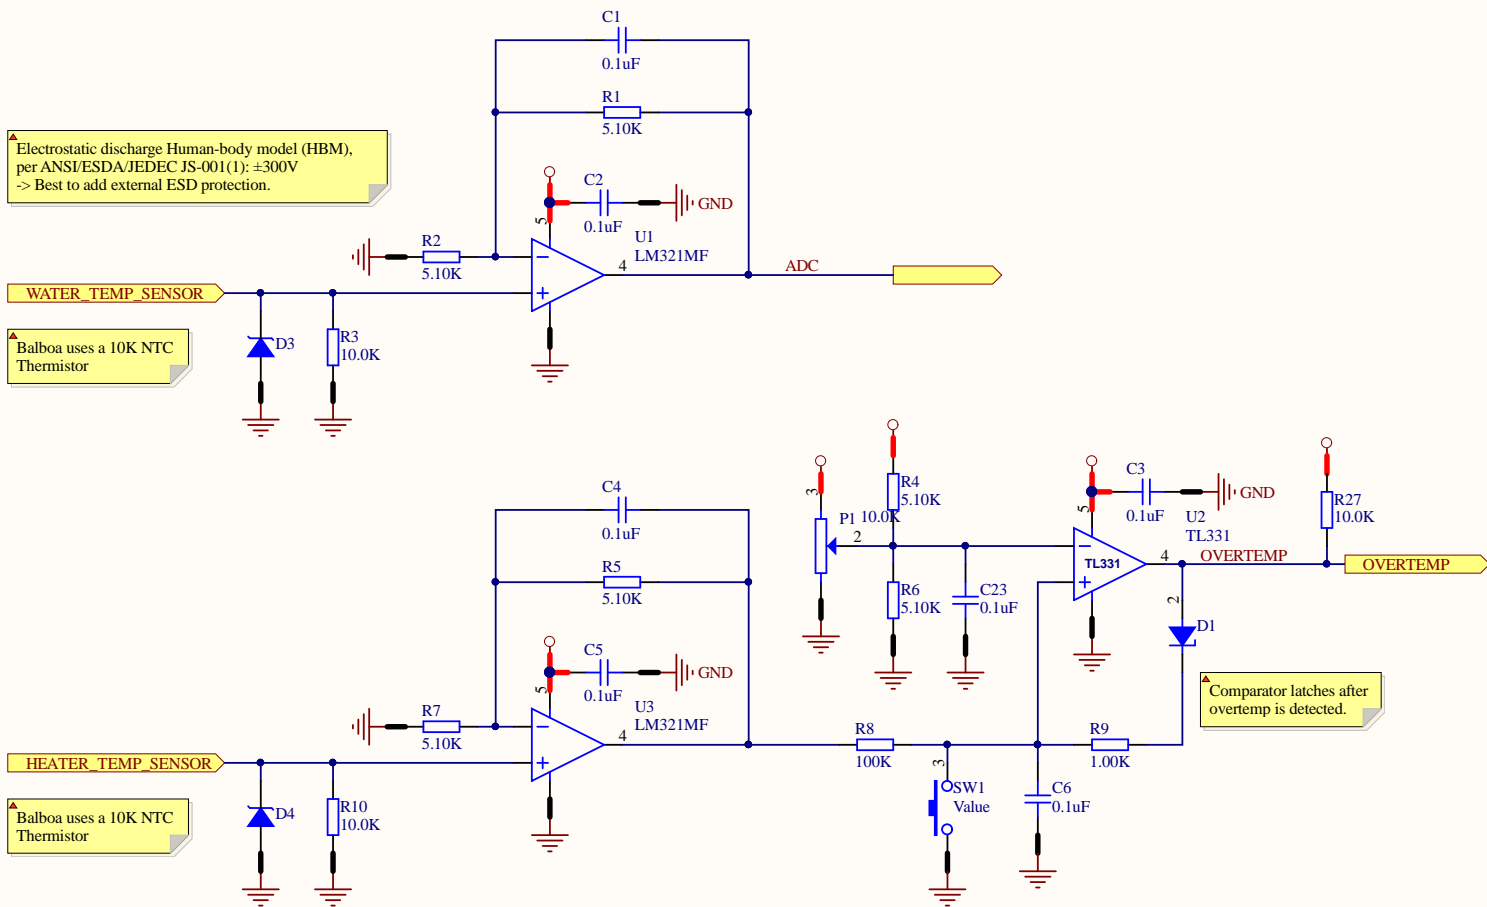 C1
0.1uF
R1
5.10K
Electrostatic discharge Human-body model (HBM),
per ANSI/ESDA/JEDEC JS-001(1): ±300V
-> Best to add external ESD protection.
C2
0.1uF
GND
5
R2
5.10K
U1
LM321MF
4
ADC
WATER_TEMP_SENSOR
Balboa uses a 10K NTC
Thermistor
D3
R3
10.0K
C4
0.1uF
R5
5.10K
3
P1
10.0K
2
R4
5.10K
R6
5.10K
C23
0.1uF
C3
0.1uF
GND
5
U2
TL331
TL331
4
OVERTEMP
R27
10.0K
OVERTEMP
2
D1
Comparator latches after
overtemp is detected.
C5
0.1uF
GND
5
R7
5.10K
U3
LM321MF
4
R8
100K
R9
1.00K
HEATER_TEMP_SENSOR
Balboa uses a 10K NTC
Thermistor
D4
R10
10.0K
3
SW1
Value
C6
0.1uF